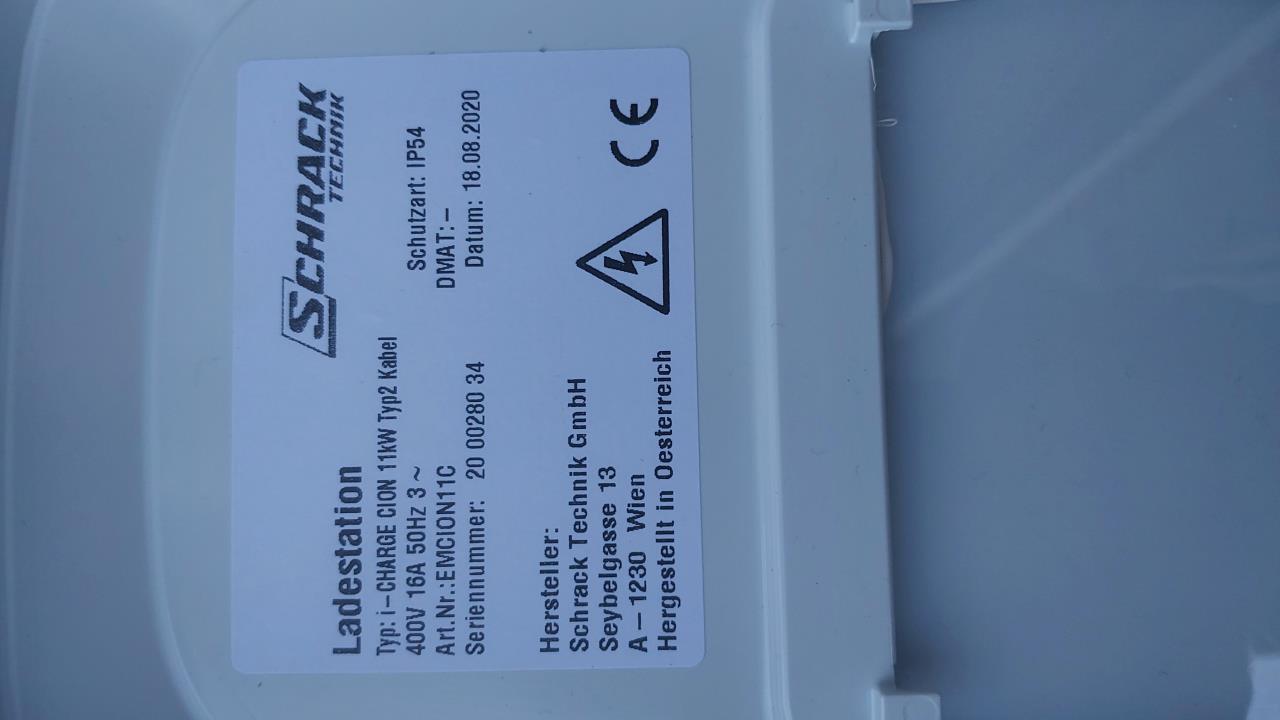 SCHRACK
TECHNIK
Ladestation
Typ: i-CHARGE CION 11kW Typ2 Kabel
400V 16A 50Hz 3~ Schutzart: IP54
Art.Nr.:EMCION11C DMAT:-
Seriennummer: 20 00280 34 Datum: 18.08.2020
Hersteller:
Schrack Technik GmbH
Seybelgasse 13
A-1230 Wien
Hergestellt in Oesterreich
CE